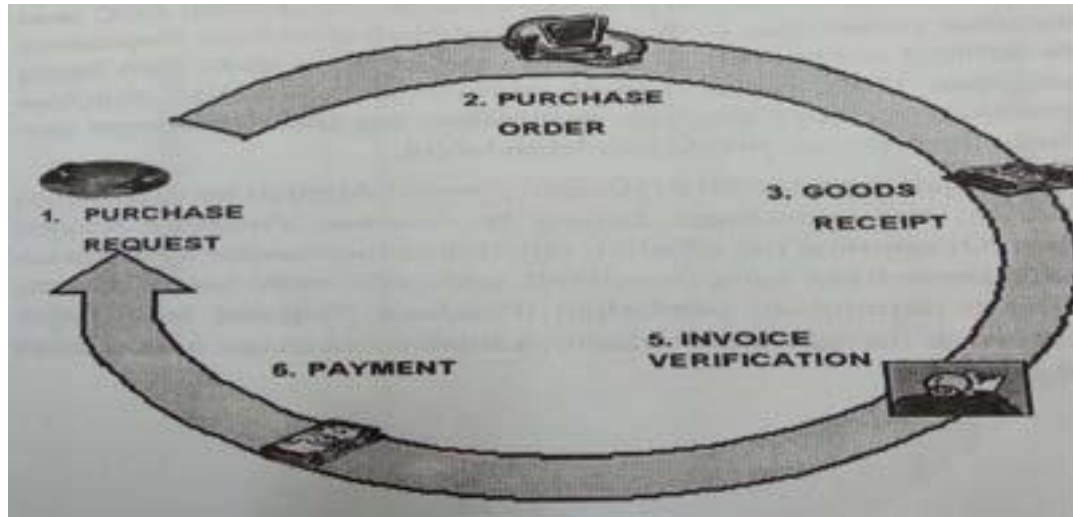 1. PURCHASE
REQUEST
2. PURCHASE
ORDER
3. GOODS
RECEIPT
5. INVOICE
VERIFICATION
6. PAYMENT